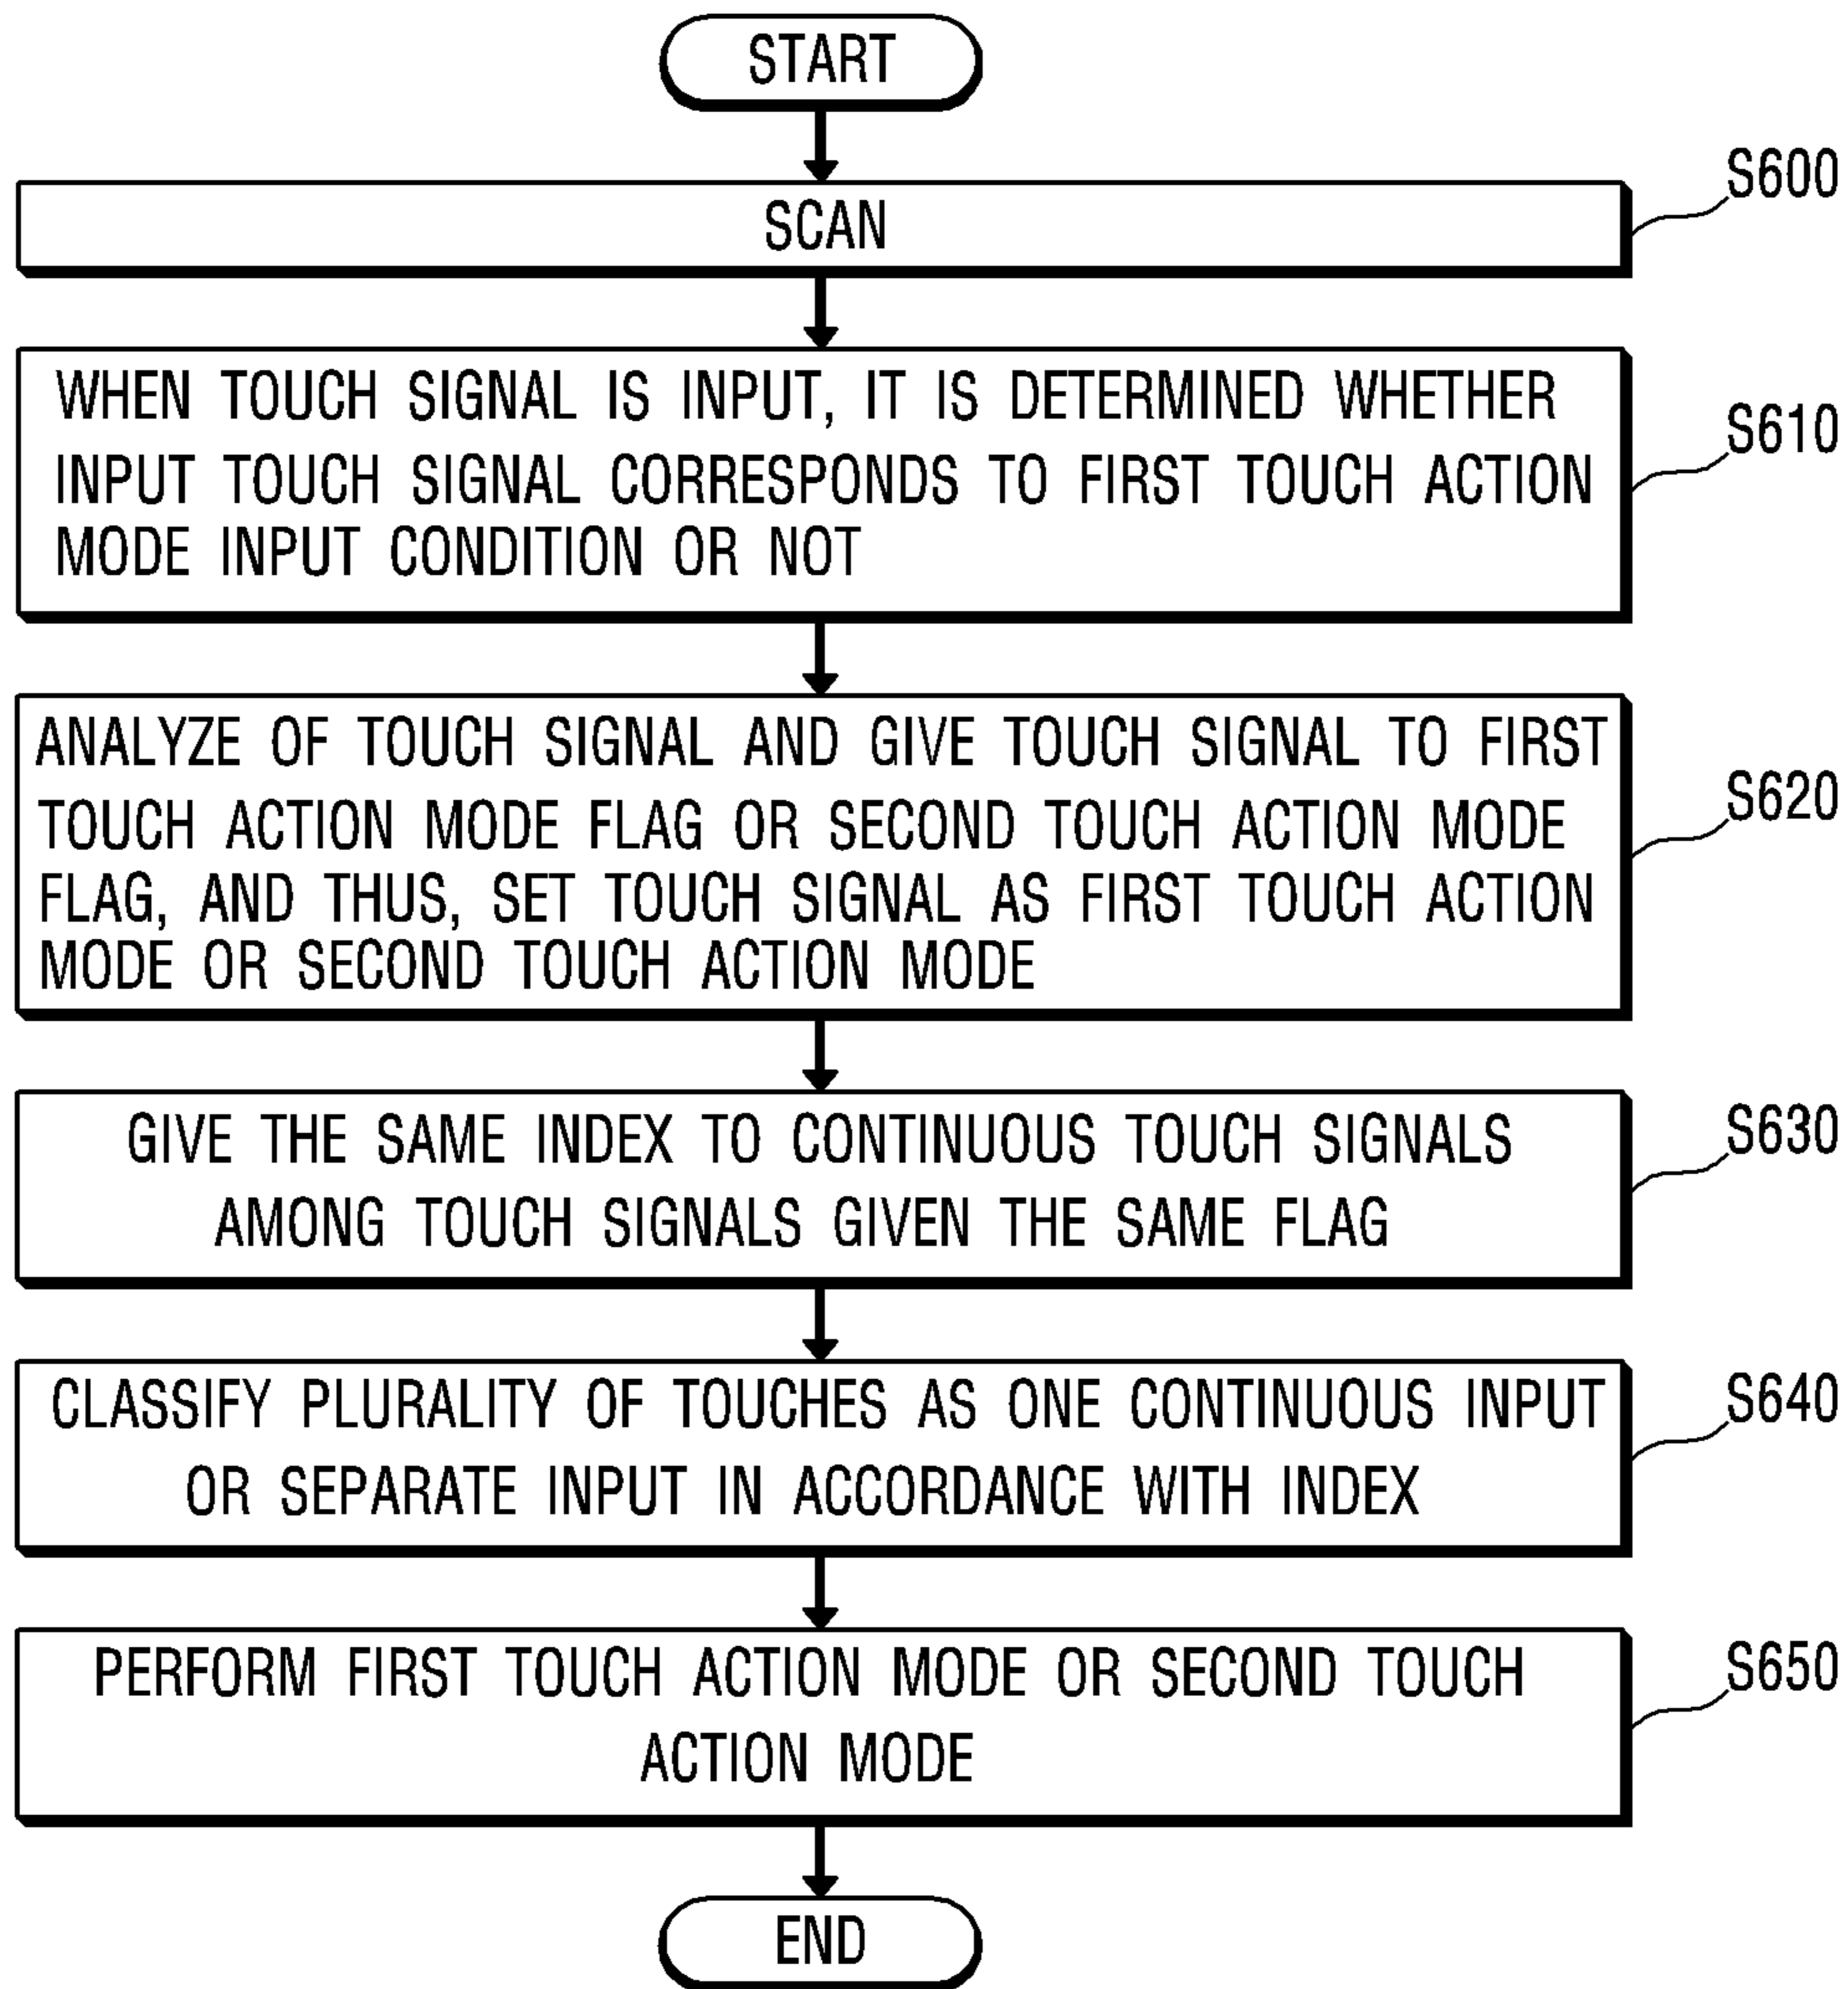 START
SCAN
S600
WHEN TOUCH SIGNAL IS INPUT, IT IS DETERMINED WHETHER
INPUT TOUCH SIGNAL CORRESPONDS TO FIRST TOUCH ACTION
MODE INPUT CONDITION OR NOT
S610
ANALYZE OF TOUCH SIGNAL AND GIVE TOUCH SIGNAL TO FIRST
TOUCH ACTION MODE FLAG OR SECOND TOUCH ACTION MODE
FLAG, AND THUS, SET TOUCH SIGNAL AS FIRST TOUCH ACTION
MODE OR SECOND TOUCH ACTION MODE
S620
GIVE THE SAME INDEX TO CONTINUOUS TOUCH SIGNALS
AMONG TOUCH SIGNALS GIVEN THE SAME FLAG
S630
CLASSIFY PLURALITY OF TOUCHES AS ONE CONTINUOUS INPUT
OR SEPARATE INPUT IN ACCORDANCE WITH INDEX
S640
PERFORM FIRST TOUCH ACTION MODE OR SECOND TOUCH
ACTION MODE
S650
END